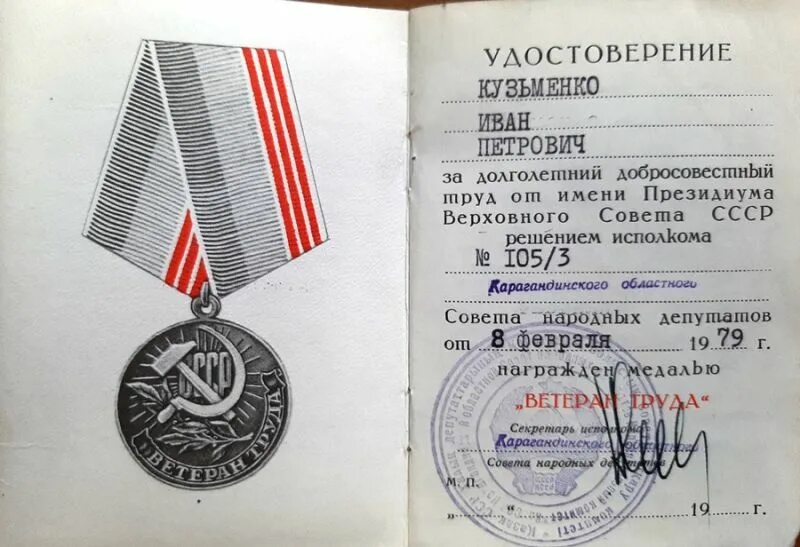 СССР
ВЕТЕРАН ТРУДА
УДОСТОВЕРЕНИЕ
КУЗЬМЕНКО
ИВАН
ПЕТРОВИЧ
за долголетний добросовестный
труд от имени Президиума
Верховного Совета СССР
решением исполкома
№ 105/3
Карагандинского областного
Совета народных депутатов
от 8 февраля 1979 г.
награжден медалью
„ВЕТЕРАН ТРУДА“
Секретарь исполкома
Карагандинского областного
Совета народных депутатов
М. П.
„ “ 19 г.